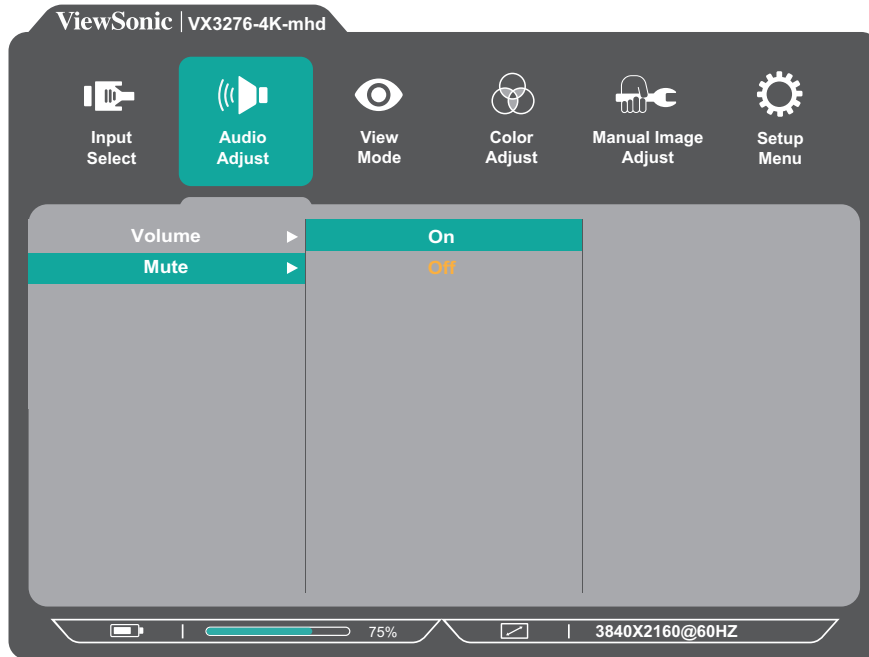 ViewSonic VX3276-4K-mhd
Input Select
Audio Adjust
View Mode
Color Adjust
Manual Image Adjust
Setup Menu
Volume
On
Mute
Off
75%
3840X2160@60HZ